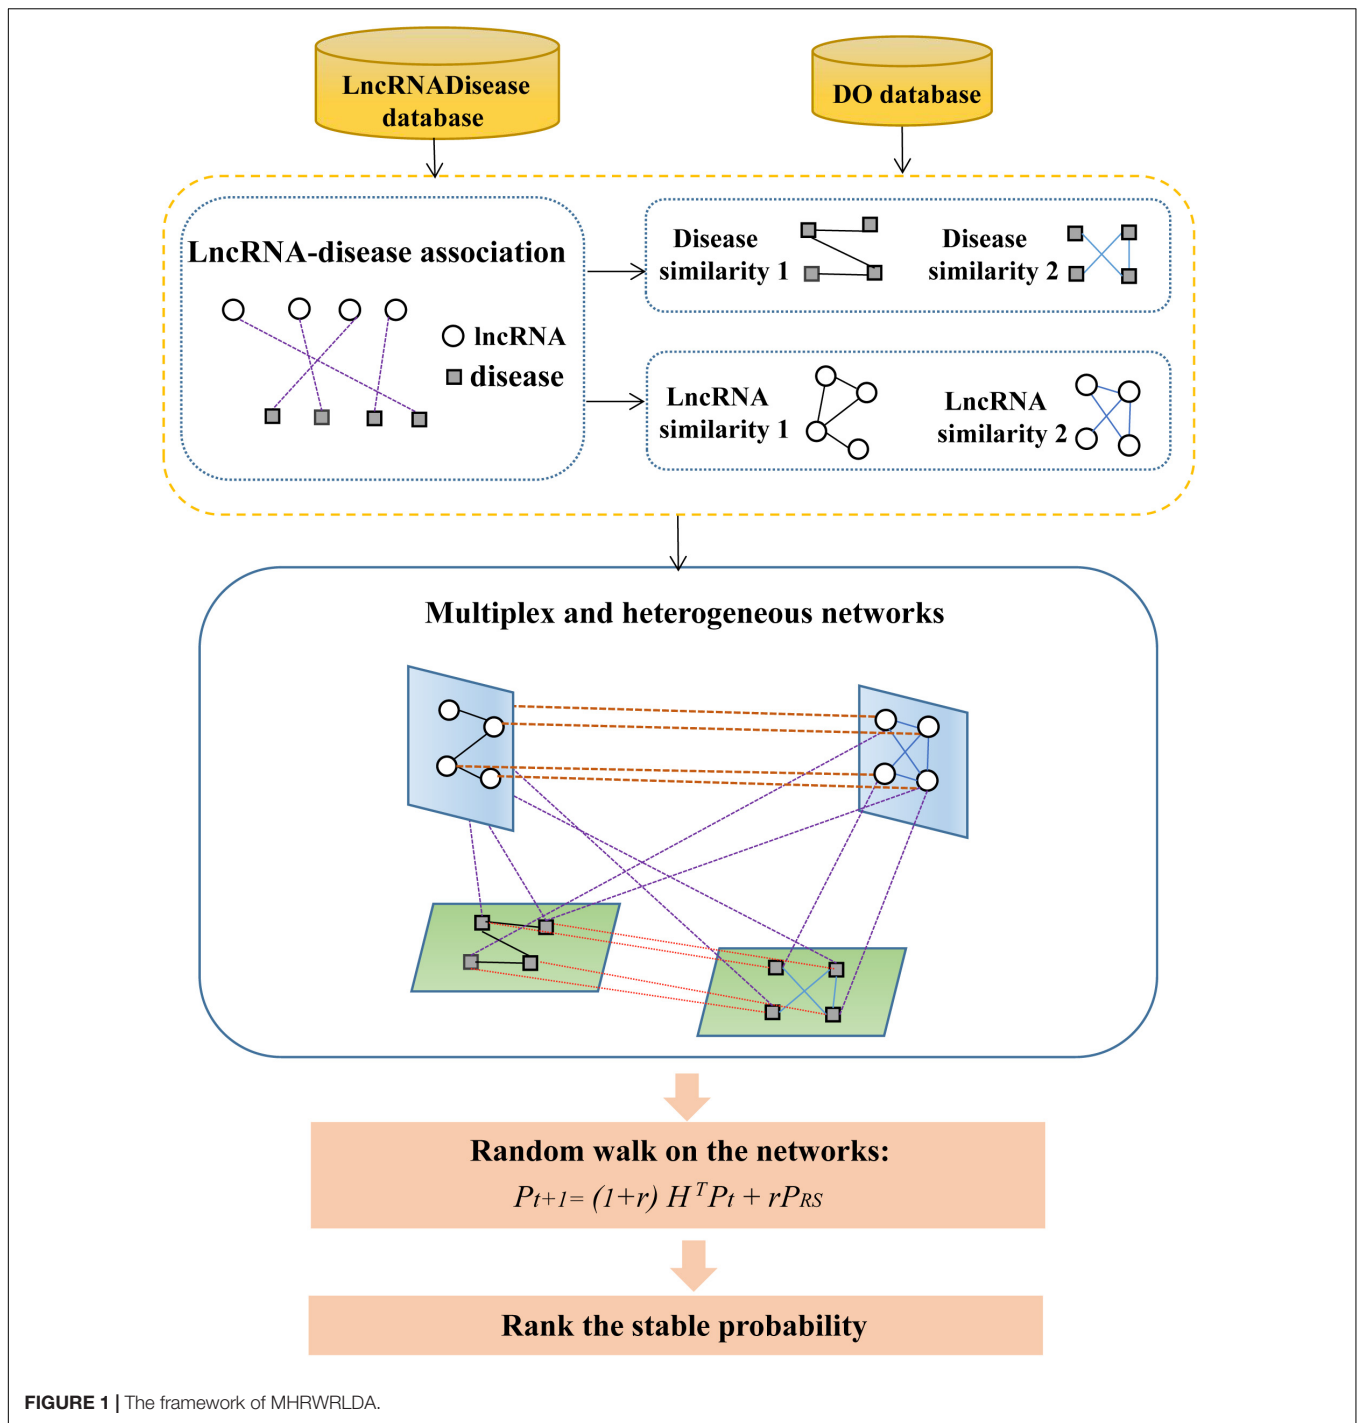 LncRNADisease
database
DO database
LncRNA-disease association
lncRNA
disease
Disease
similarity 1
Disease
similarity 2
LncRNA
similarity 1
LncRNA
similarity 2
Multiplex and heterogeneous networks
Random walk on the networks:
Pt+1= (1+r) H^T Pt + rPRS
Rank the stable probability
FIGURE 1 | The framework of MHRWRLDA.